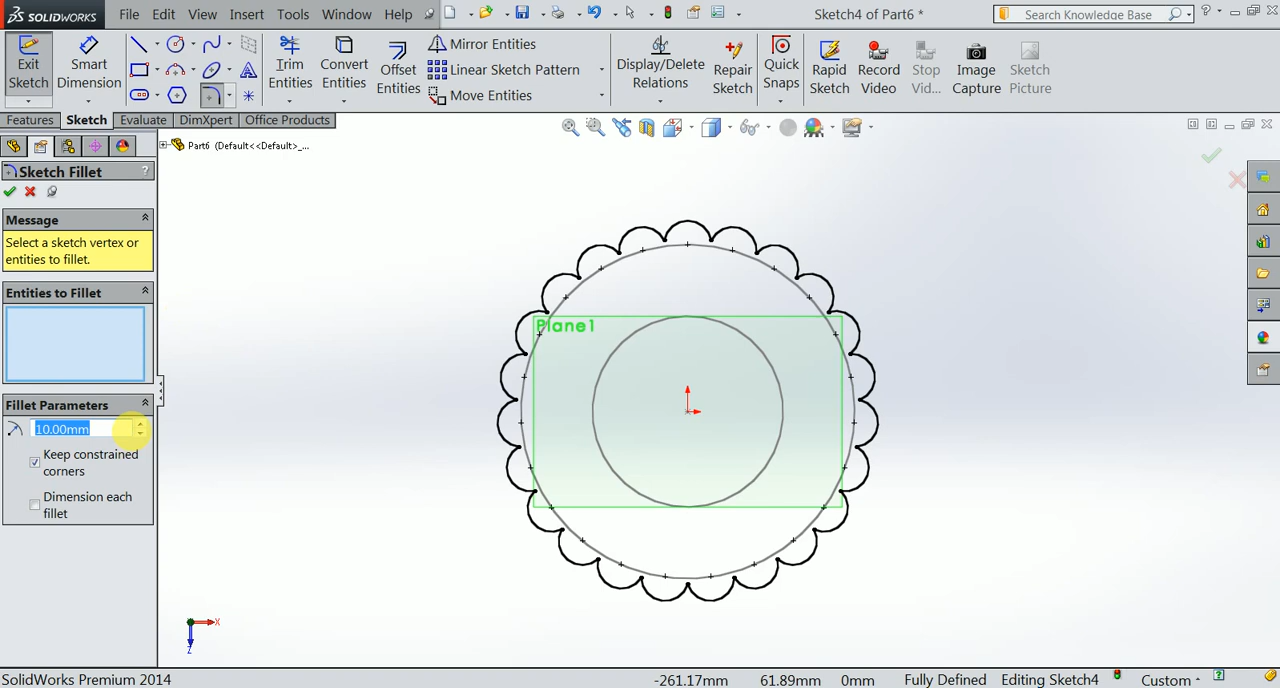 SOLIDWORKS File Edit View Insert Tools Window Help Sketch4 of Part6 * Search Knowledge Base
Exit Sketch
Smart Dimension
Trim Entities
Convert Entities
Offset Entities
Mirror Entities
Linear Sketch Pattern
Move Entities
Display/Delete Relations
Repair Sketch
Quick Snaps
Rapid Sketch
Record Video
Stop Vid...
Image Capture
Sketch Picture
Features Sketch Evaluate DimXpert Office Products
Part6 (Default<<Default>_...
Sketch Fillet ?
Message
Select a sketch vertex or
entities to fillet.
Entities to Fillet
Plane1
Fillet Parameters
10.00mm
Keep constrained
corners
Dimension each
fillet
X
Z
SolidWorks Premium 2014 -261.17mm 61.89mm 0mm Fully Defined Editing Sketch4 Custom